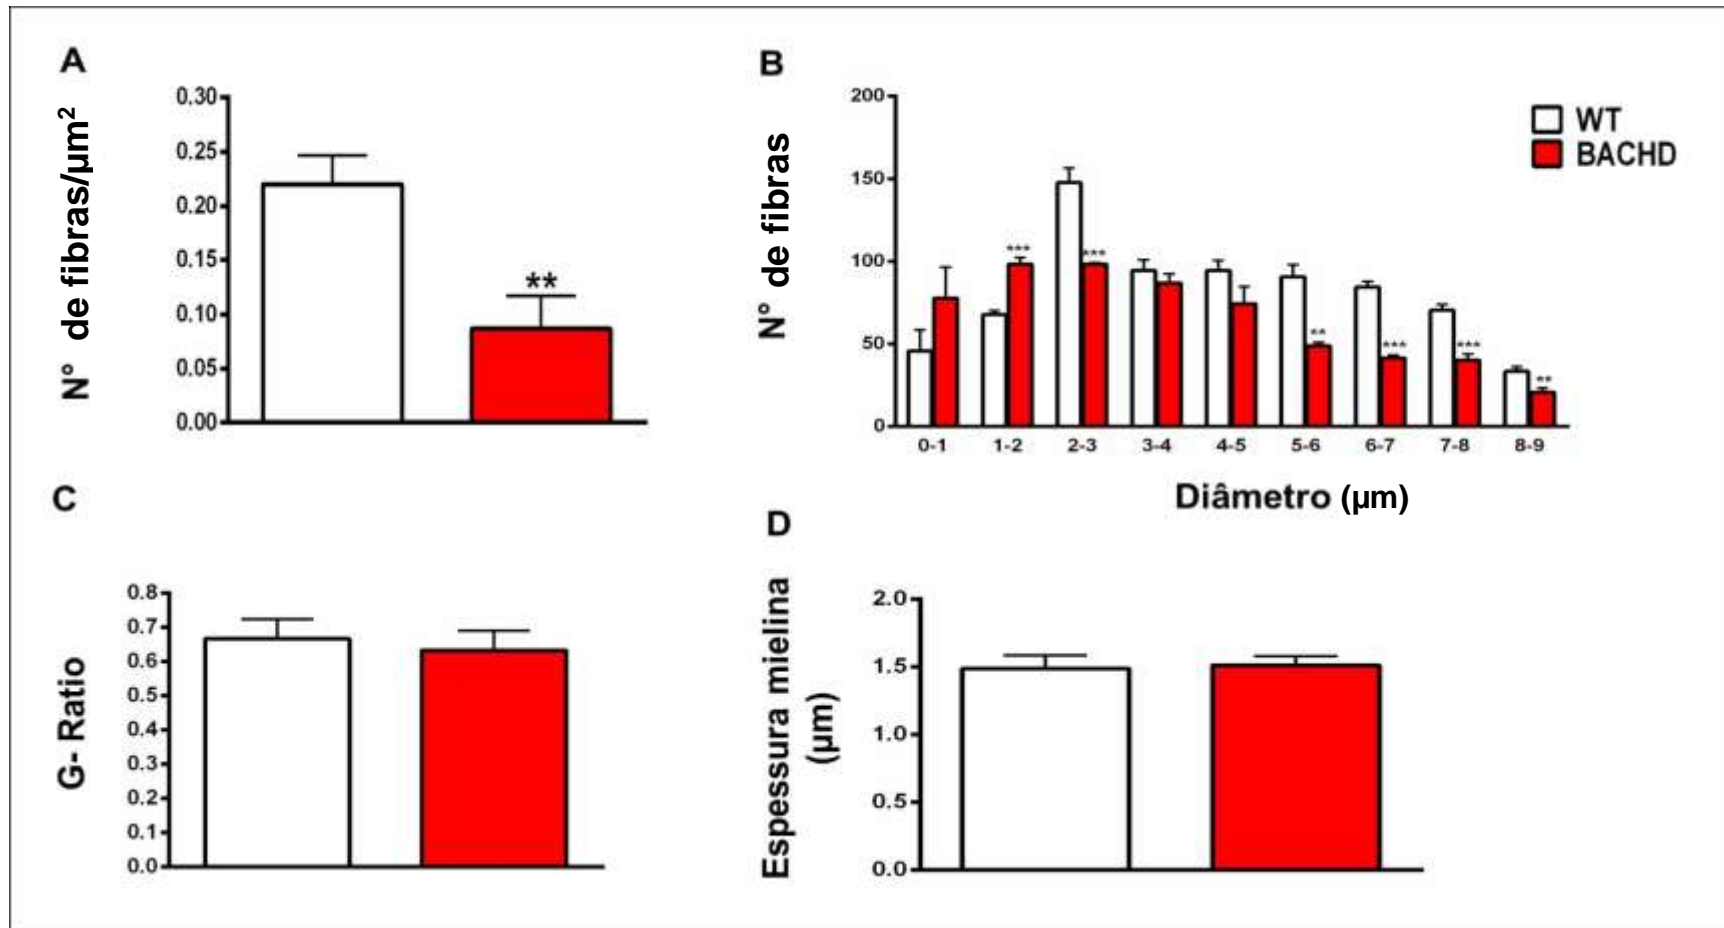 A
N° de fibras/µm²
0.30
0.25
0.20
0.15
0.10
0.05
0.00
**
B
N° de fibras
200
150
100
50
0
***
***
**
***
***
**
0-1 1-2 2-3 3-4 4-5 5-6 6-7 7-8 8-9
Diâmetro (µm)
WT
BACHD
C
G- Ratio
0.8
0.7
0.6
0.5
0.4
0.3
0.2
0.1
0.0
D
Espessura mielina
(µm)
2.0
1.5
1.0
0.5
0.0